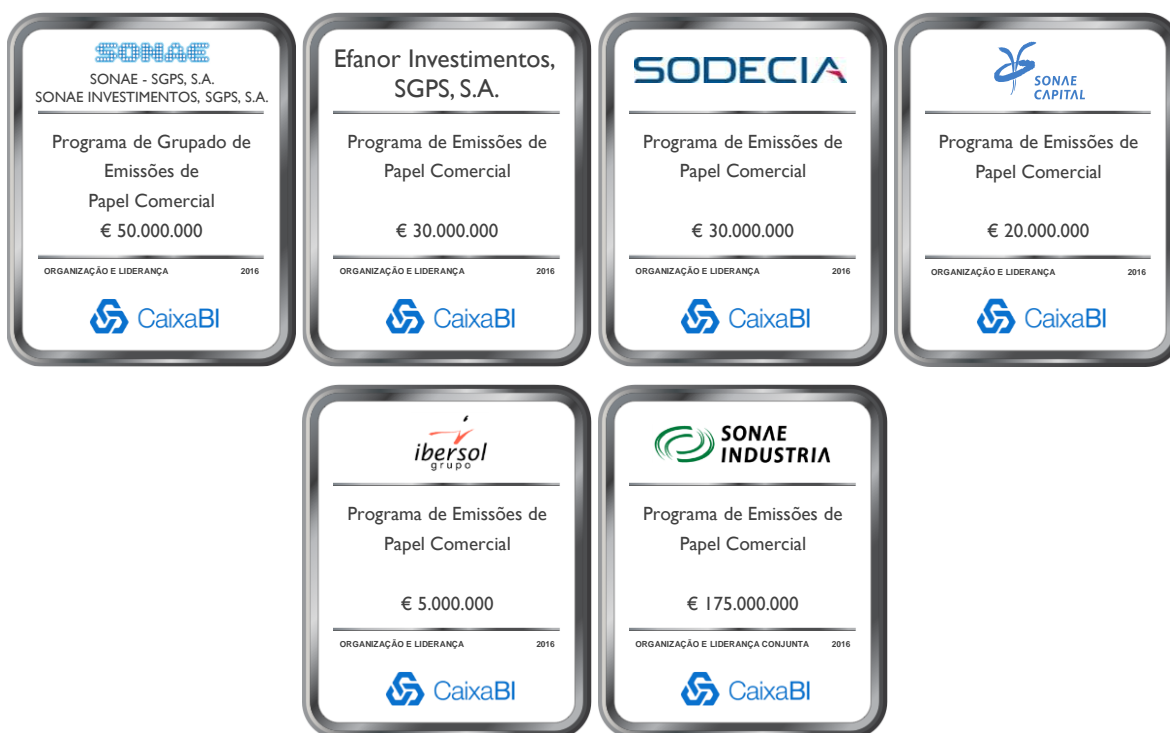 SONAE
SONAE - SGPS, S.A.
SONAE INVESTIMENTOS, SGPS, S.A.
Programa de Grupado de
Emissões de
Papel Comercial
€ 50.000.000
ORGANIZAÇÃO E LIDERANÇA 2016
CaixaBI
Efanor Investimentos,
SGPS, S.A.
Programa de Emissões de
Papel Comercial
€ 30.000.000
ORGANIZAÇÃO E LIDERANÇA 2016
CaixaBI
SODECIA
Programa de Emissões de
Papel Comercial
€ 30.000.000
ORGANIZAÇÃO E LIDERANÇA 2016
CaixaBI
SONAE
CAPITAL
Programa de Emissões de
Papel Comercial
€ 20.000.000
ORGANIZAÇÃO E LIDERANÇA 2016
CaixaBI
ibersol
grupo
Programa de Emissões de
Papel Comercial
€ 5.000.000
ORGANIZAÇÃO E LIDERANÇA 2016
CaixaBI
SONAE
INDUSTRIA
Programa de Emissões de
Papel Comercial
€ 175.000.000
ORGANIZAÇÃO E LIDERANÇA CONJUNTA 2016
CaixaBI